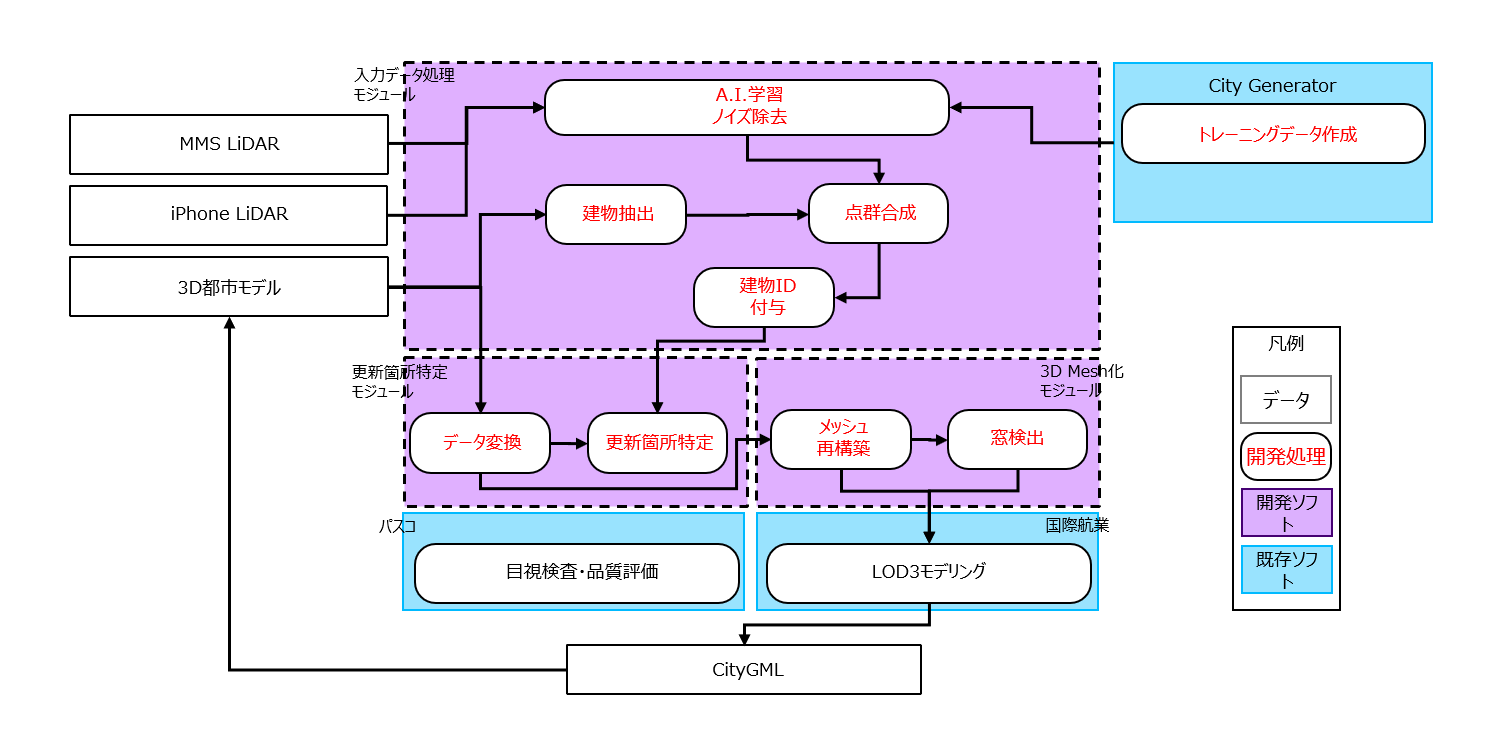 入力データ処理
モジュール
A.I.学習
ノイズ除去
City Generator
トレーニングデータ作成
MMS LiDAR
iPhone LiDAR
3D都市モデル
建物抽出
点群合成
建物ID
付与
更新箇所特定
モジュール
データ変換
更新箇所特定
3D Mesh化
モジュール
メッシュ
再構築
窓検出
パスコ
目視検査・品質評価
国際航業
LOD3モデリング
CityGML
凡例
データ
開発処理
開発ソフ
ト
既存ソフ
ト